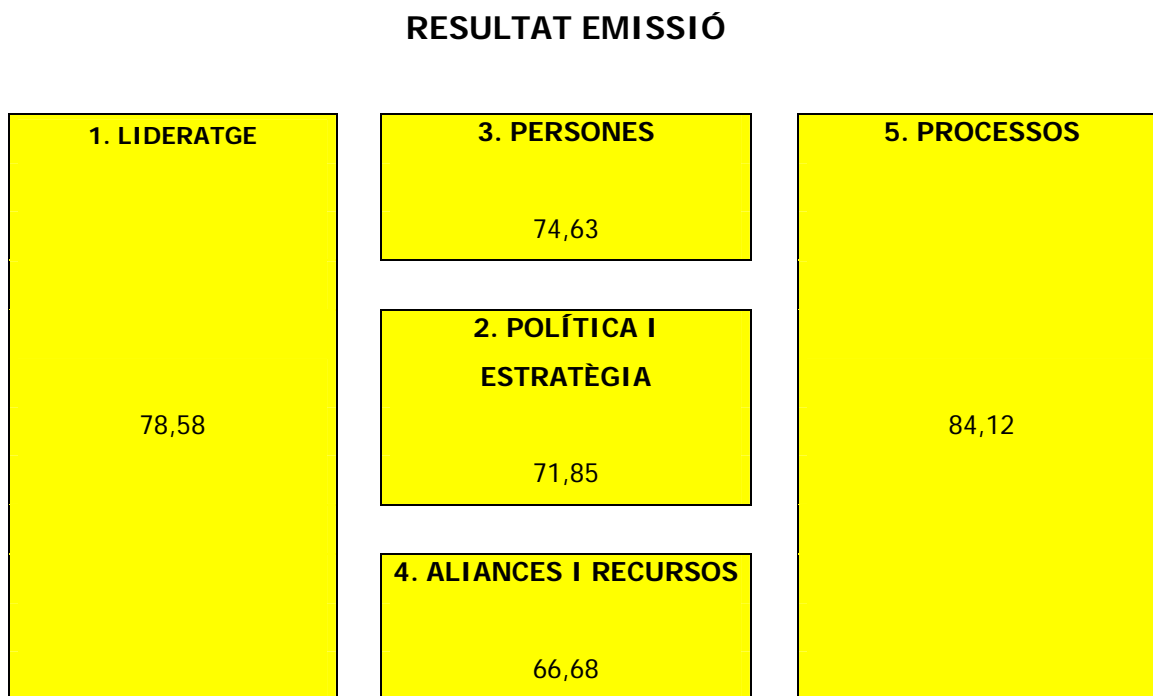 RESULTAT EMISSIÓ
1. LIDERATGE
78,58
3. PERSONES
74,63
2. POLÍTICA I
ESTRATÈGIA
71,85
4. ALIANCES I RECURSOS
66,68
5. PROCESSOS
84,12